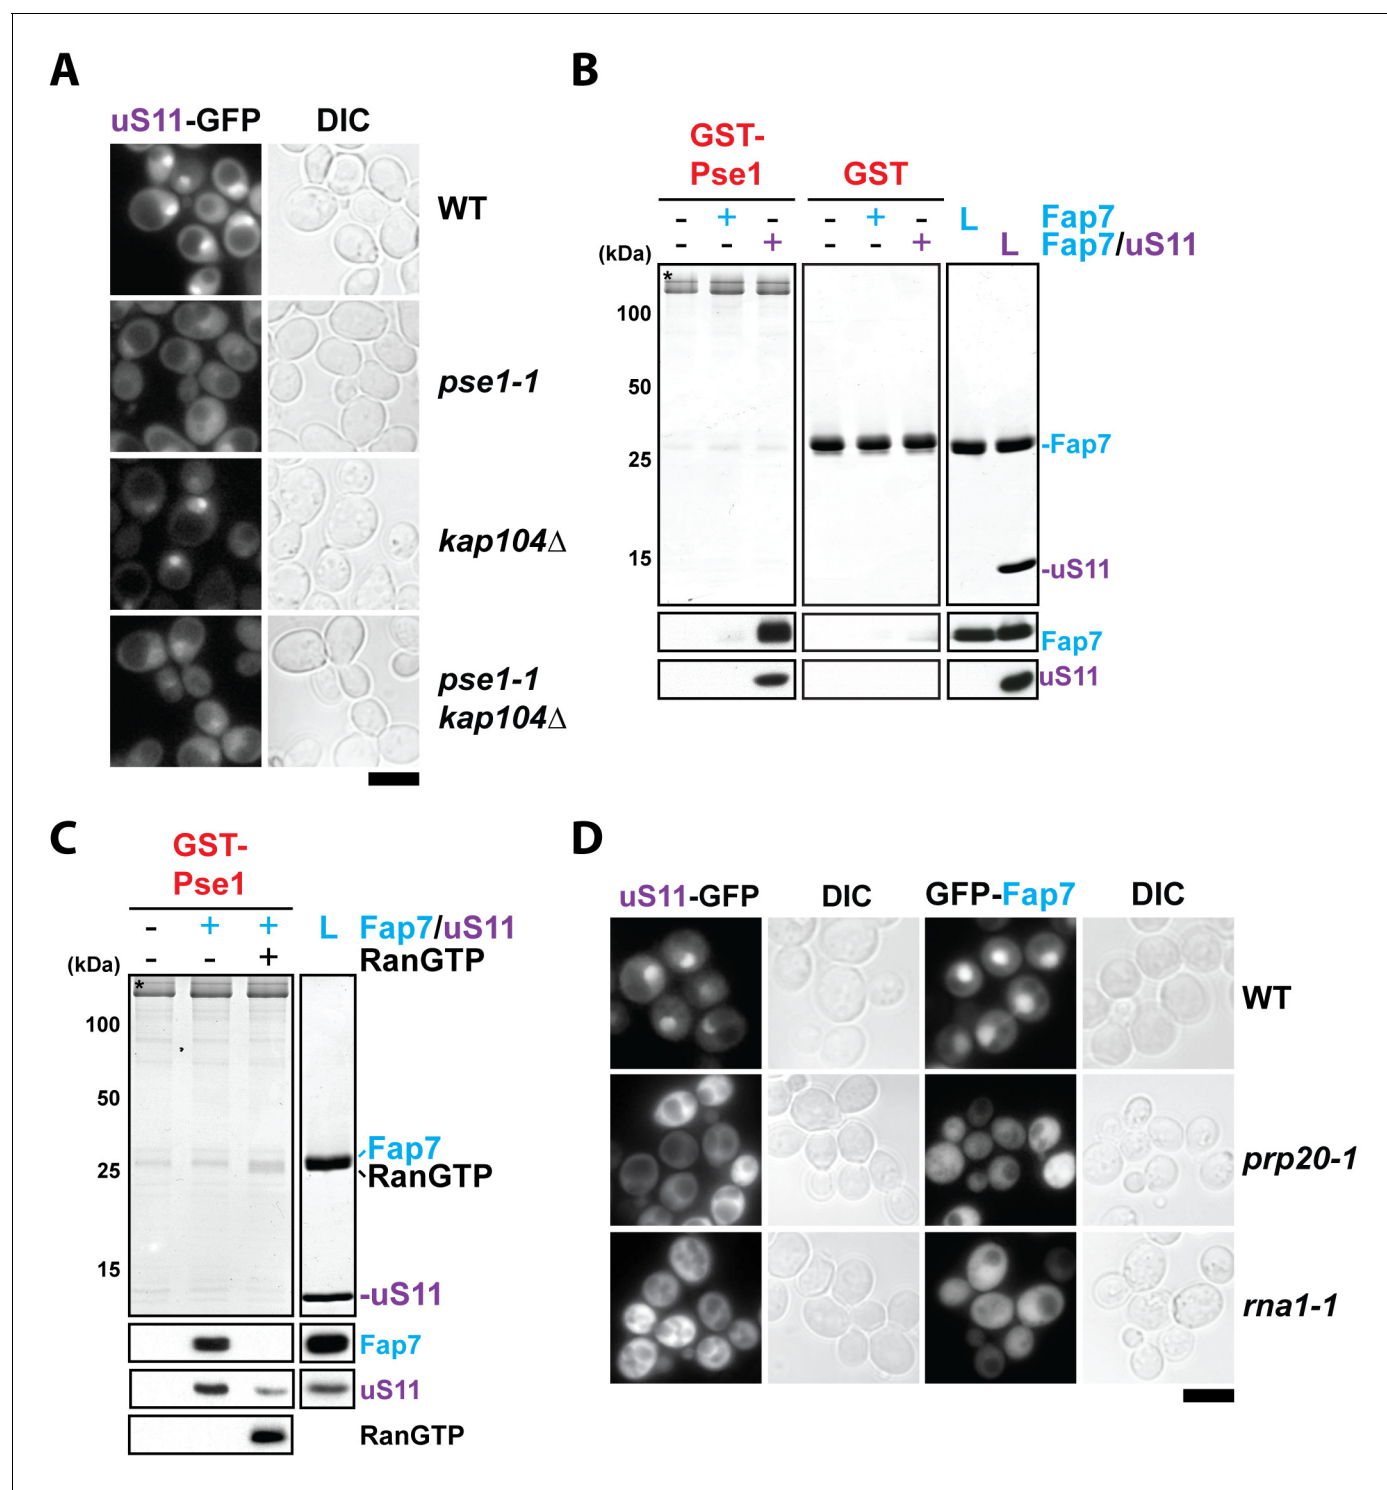 A
uS11-GFP
DIC
WT
pse1-1
kap104Δ
pse1-1
kap104Δ
B
GST-
Pse1
GST
- + - - + - L Fap7
- - + - - + L Fap7/uS11
(kDa)
*
100
50
25
15
-Fap7
-uS11
Fap7
uS11
C
GST-
Pse1
- + + L Fap7/uS11
- - + RanGTP
(kDa)
*
100
50
25
15
Fap7
RanGTP
-uS11
Fap7
uS11
RanGTP
D
uS11-GFP
DIC
GFP-Fap7
DIC
WT
prp20-1
rna1-1